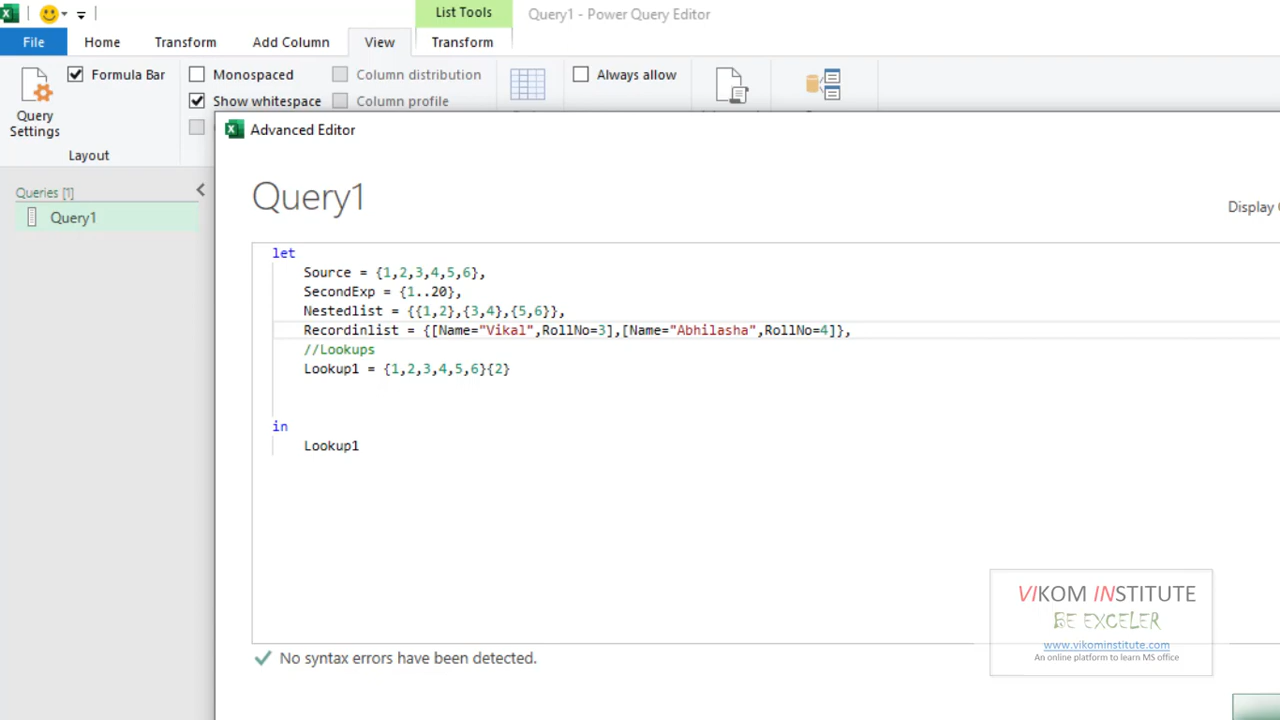 List Tools
Query1 - Power Query Editor
File
Home
Transform
Add Column
View
Transform
Formula Bar
Monospaced
Column distribution
Always allow
Show whitespace
Column profile
Query
Settings
Layout
Advanced Editor
Queries [1]
Query1
Query1
Display
let
Source = {1,2,3,4,5,6},
SecondExp = {1..20},
Nestedlist = {{1,2},{3,4},{5,6}},
Recordinlist = {[Name="Vikal",RollNo=3],[Name="Abhilasha",RollNo=4]},
//Lookups
Lookup1 = {1,2,3,4,5,6}{2}
in
Lookup1
No syntax errors have been detected.
VIKOM INSTITUTE
BE EXCELER
www.vikominstitute.com
An online platform to learn MS office